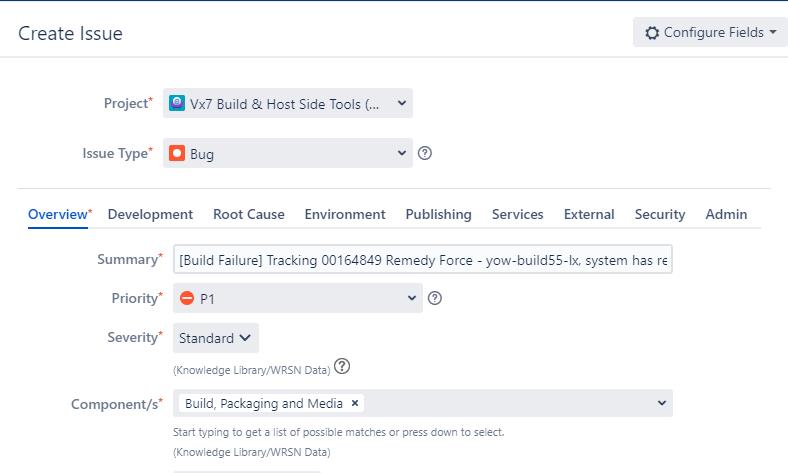 Create Issue
Configure Fields
Project*
Vx7 Build & Host Side Tools (...
Issue Type*
Bug
Overview* Development Root Cause Environment Publishing Services External Security Admin
Summary*
[Build Failure] Tracking 00164849 Remedy Force - yow-build55-lx, system has re
Priority*
P1
Severity*
Standard
(Knowledge Library/WRSN Data)
Component/s*
Build, Packaging and Media ×
Start typing to get a list of possible matches or press down to select.
(Knowledge Library/WRSN Data)